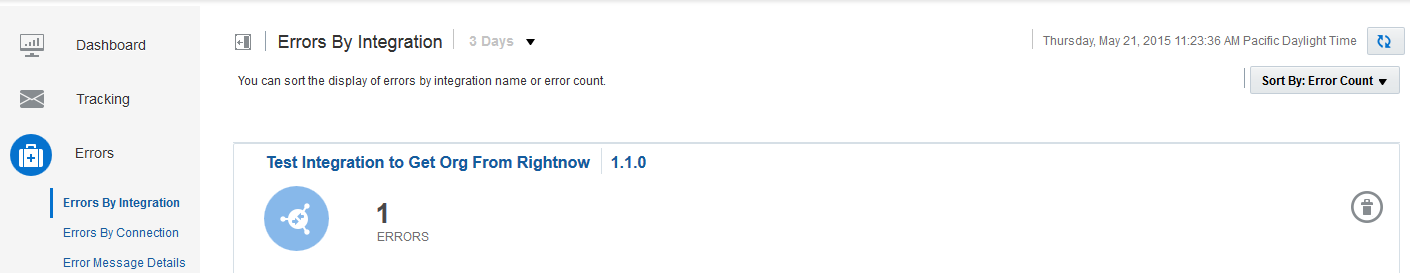 Dashboard
Tracking
Errors
Errors By Integration
Errors By Connection
Error Message Details
Errors By Integration 3 Days
Thursday, May 21, 2015 11:23:36 AM Pacific Daylight Time
You can sort the display of errors by integration name or error count.
Sort By: Error Count
Test Integration to Get Org From Rightnow 1.1.0
1
ERRORS